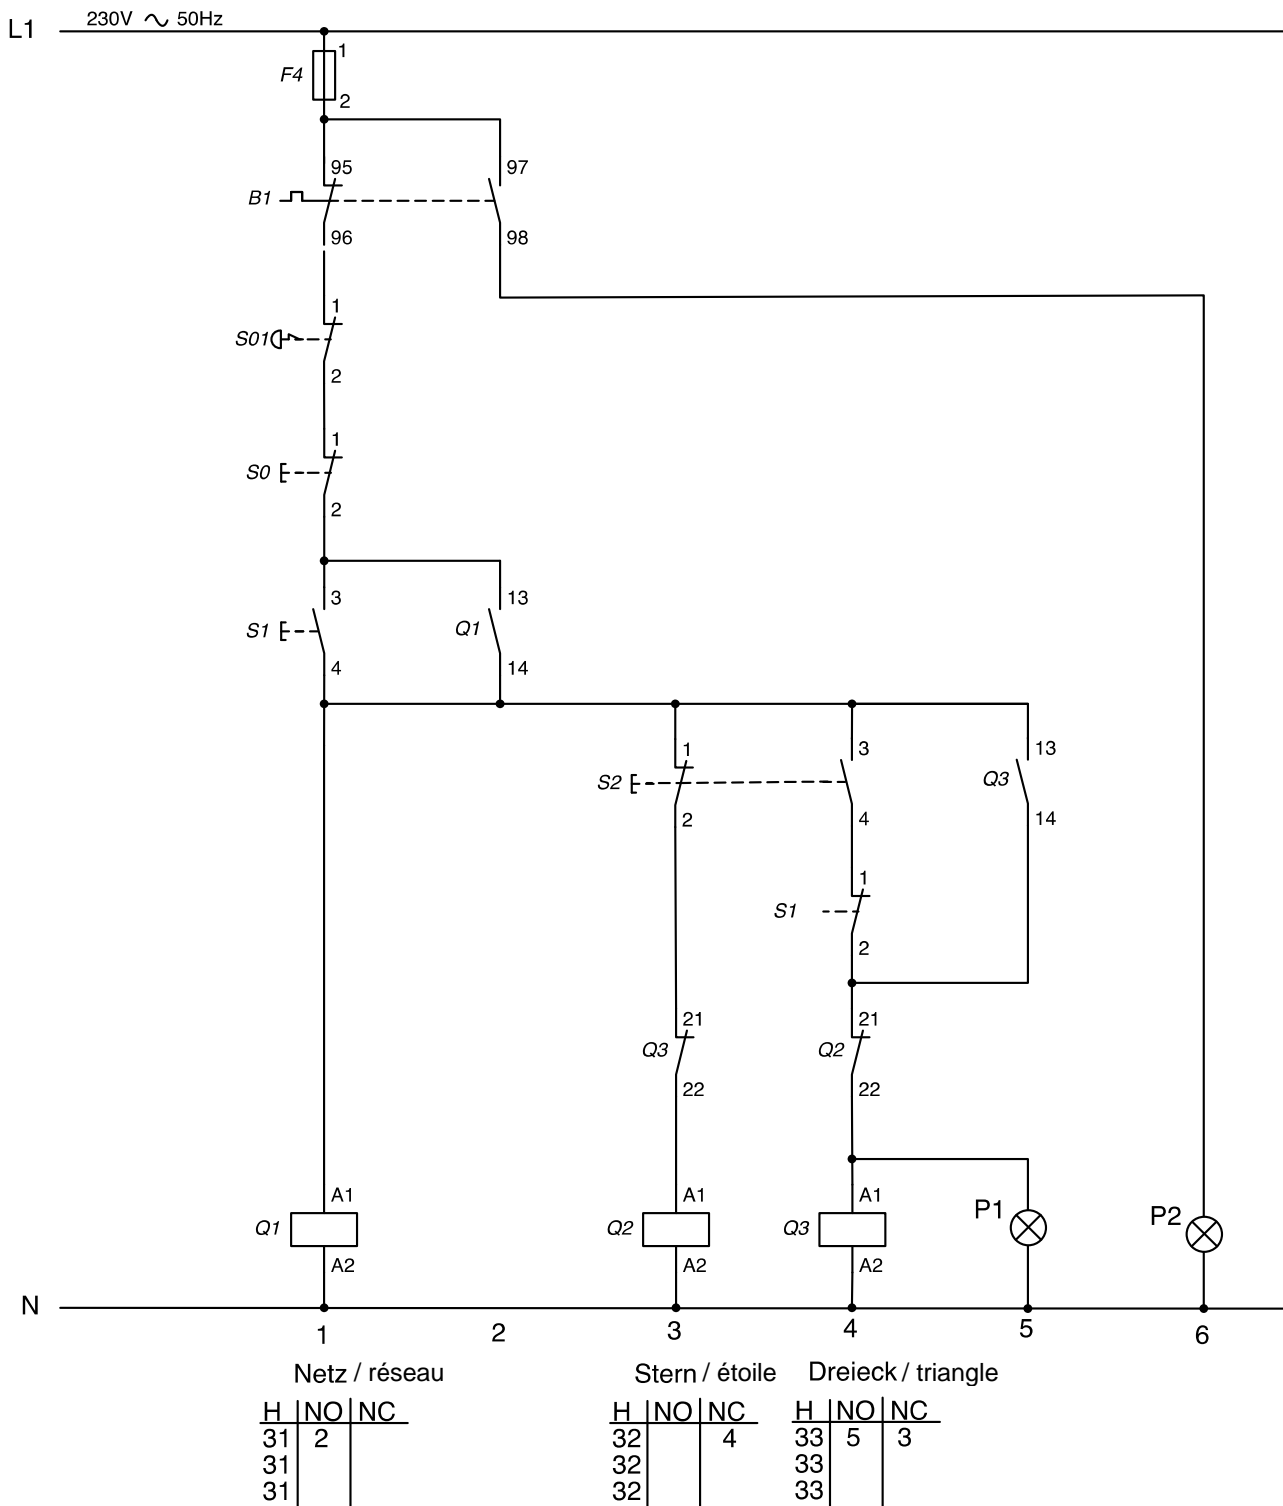 L1 230V 50Hz
1
F4
2
95 97
B1
96 98
1
S01
2
1
S0
2
3 13
S1 Q1
4 14
1 3 13
S2 Q3
2 4 14
1
S1
2
21 21
Q3 Q2
22 22
A1 A1 A1
Q1 Q2 Q3 P1 P2
A2 A2 A2
N
1 2 3 4 5 6
Netz / réseau Stern / étoile Dreieck / triangle
H NO NC H NO NC H NO NC
31 2 32 4 33 5 3
31 32 33
31 32 33